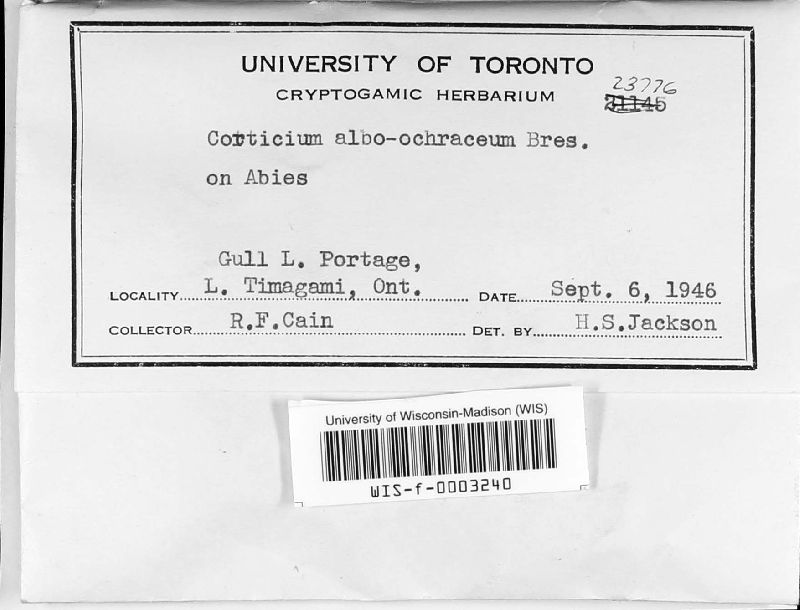 UNIVERSITY OF TORONTO
CRYPTOGAMIC HERBARIUM
23776
21145
Corticium albo-ochraceum Bres.
on Abies
Gull L. Portage,
LOCALITY L. Timagami, Ont. DATE Sept. 6, 1946
COLLECTOR R.F.Cain DET. BY H.S.Jackson
University of Wisconsin-Madison (WIS)
WIS-f-0003240